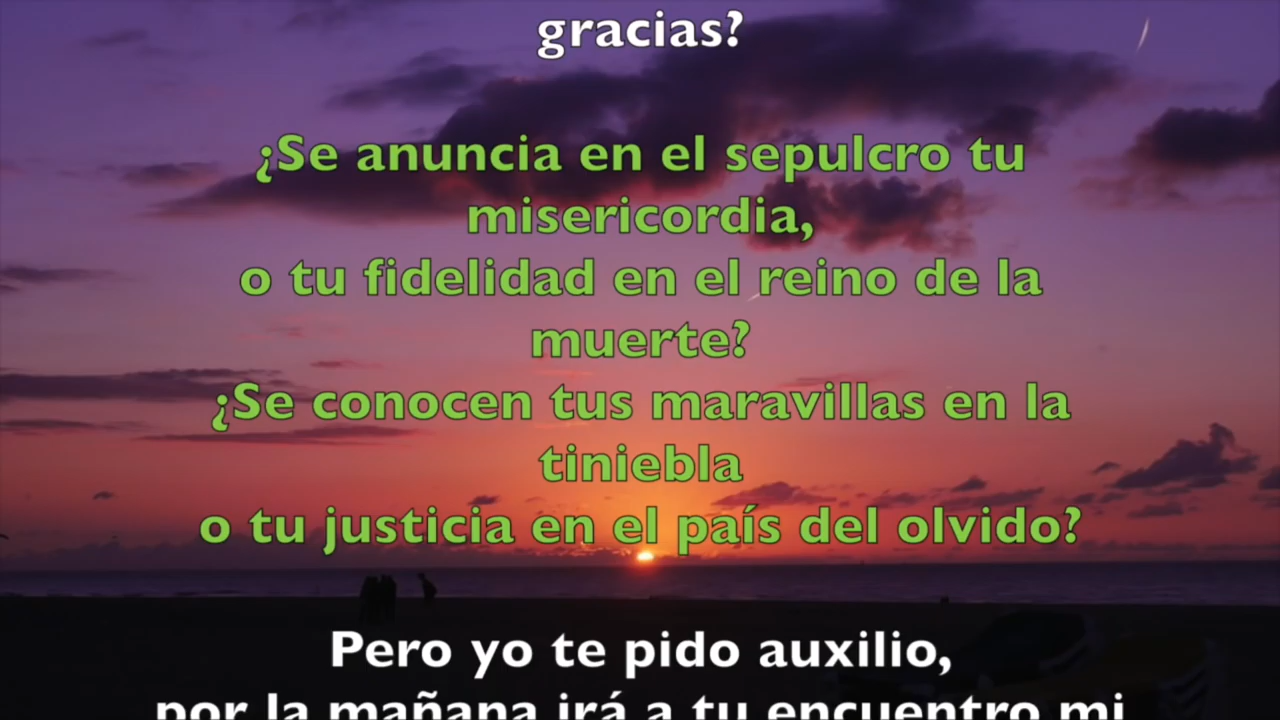 gracias?
¿Se anuncia en el sepulcro tu
misericordia,
o tu fidelidad en el reino de la
muerte?
¿Se conocen tus maravillas en la
tiniebla
o tu justicia en el país del olvido?
Pero yo te pido auxilio,
por la mañana irá a tu encuentro mi